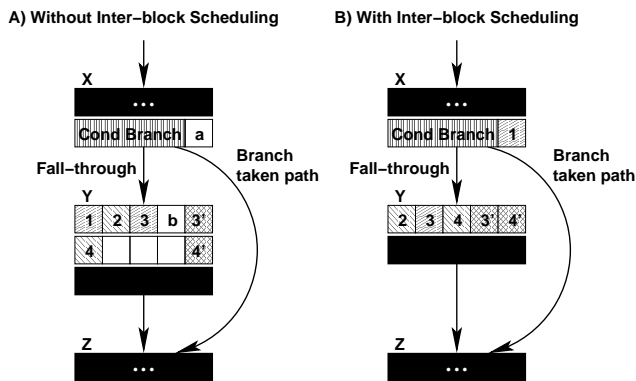 A) Without Inter-block Scheduling
X
...
Cond Branch a
Fall-through
Branch
taken path
Y
1 2 3 b 3'
4 4'
Z
...
B) With Inter-block Scheduling
X
...
Cond Branch 1
Fall-through
Branch
taken path
Y
2 3 4 3' 4'
Z
...